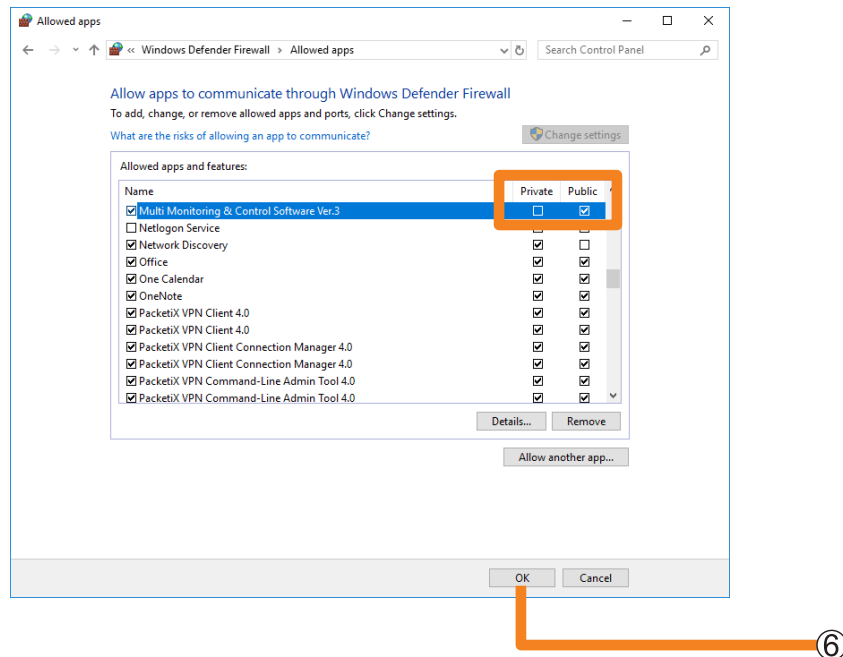 Allowed apps
« Windows Defender Firewall › Allowed apps Search Control Panel
Allow apps to communicate through Windows Defender Firewall
To add, change, or remove allowed apps and ports, click Change settings.
What are the risks of allowing an app to communicate? Change settings
Allowed apps and features:
Name Private Public
Multi Monitoring & Control Software Ver.3
Netlogon Service
Network Discovery
Office
One Calendar
OneNote
PacketiX VPN Client 4.0
PacketiX VPN Client 4.0
PacketiX VPN Client Connection Manager 4.0
PacketiX VPN Client Connection Manager 4.0
PacketiX VPN Command-Line Admin Tool 4.0
PacketiX VPN Command-Line Admin Tool 4.0
Details... Remove
Allow another app...
OK Cancel
⑥